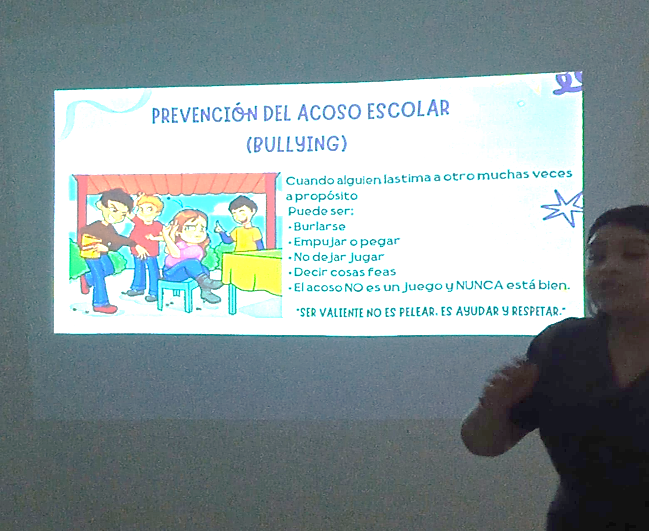 PREVENCIÓN DEL ACOSO ESCOLAR
(BULLYING)
Cuando alguien lastima a otro muchas veces
a propósito
Puede ser:
• Burlarse
• Empujar o pegar
• No dejar jugar
• Decir cosas feas
• El acoso NO es un juego y NUNCA está bien.
"SER VALIENTE NO ES PELEAR, ES AYUDAR Y RESPETAR."